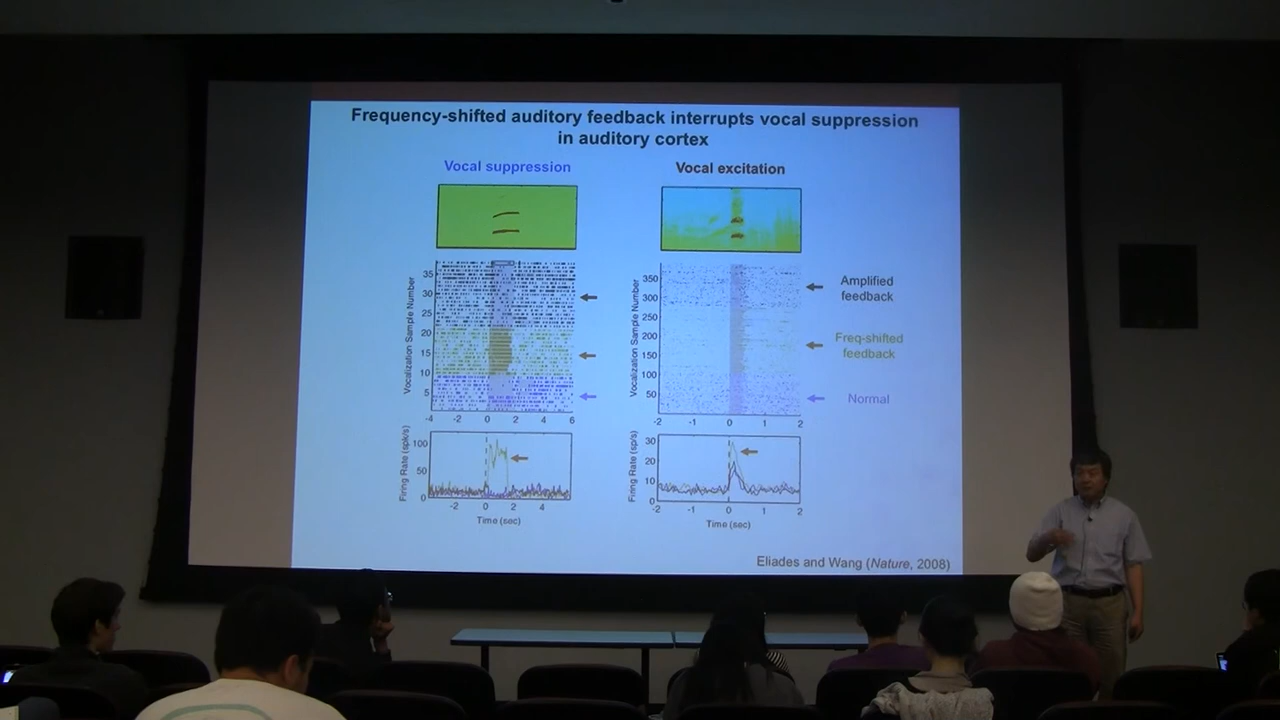 Frequency-shifted auditory feedback interrupts vocal suppression
in auditory cortex
Vocal suppression
Vocal excitation
Vocalization Sample Number
35
30
25
20
15
10
5
-4 -2 0 2 4 6
Vocalization Sample Number
350
300
250
200
150
100
50
-2 -1 0 1 2
Amplified
feedback
Freq-shifted
feedback
Normal
Firing Rate (spk/s)
100
50
0
-2 0 2 4
Time (sec)
Firing Rate (sp/s)
30
20
10
0
-2 -1 0 1 2
Time (sec)
Eliades and Wang (Nature, 2008)